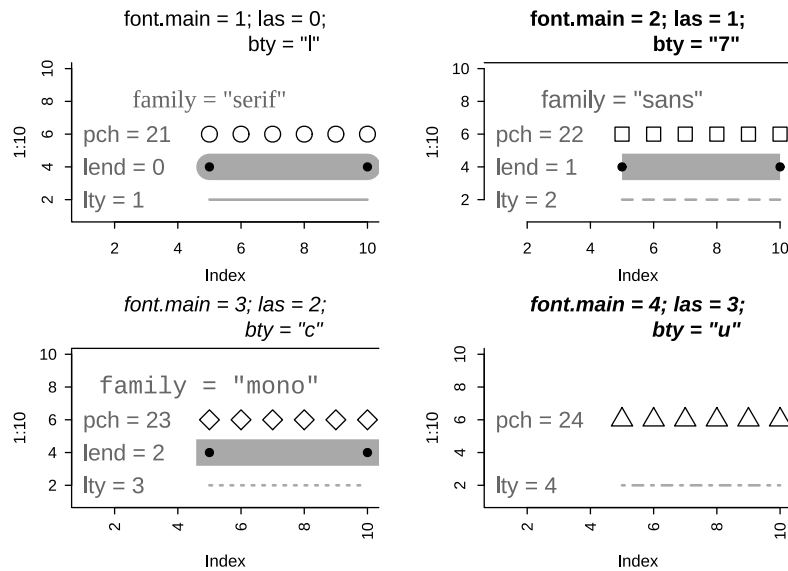 font.main = 1; las = 0;
bty = "l"
1:10
10
8
6
4
2
family = "serif"
pch = 21
lend = 0
lty = 1
2 4 6 8 10
Index
font.main = 2; las = 1;
bty = "7"
1:10
10
8
6
4
2
family = "sans"
pch = 22
lend = 1
lty = 2
2 4 6 8 10
Index
font.main = 3; las = 2;
bty = "c"
1:10
10
8
6
4
2
family = "mono"
pch = 23
lend = 2
lty = 3
2 4 6 8 10
Index
font.main = 4; las = 3;
bty = "u"
1:10
10
8
6
4
2
pch = 24
lty = 4
2 4 6 8 10
Index